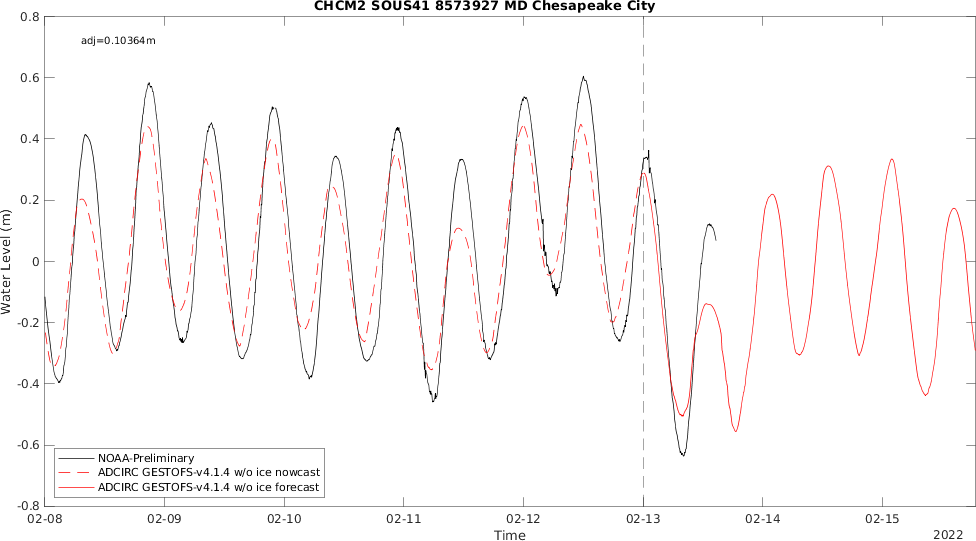 CHCM2 SOUS41 8573927 MD Chesapeake City
adj=0.10364m
0.8
0.6
0.4
0.2
0
-0.2
-0.4
-0.6
-0.8
Water Level (m)
NOAA-Preliminary
ADCIRC GESTOFS-v4.1.4 w/o ice nowcast
ADCIRC GESTOFS-v4.1.4 w/o ice forecast
02-08 02-09 02-10 02-11 02-12 02-13 02-14 02-15
Time
2022